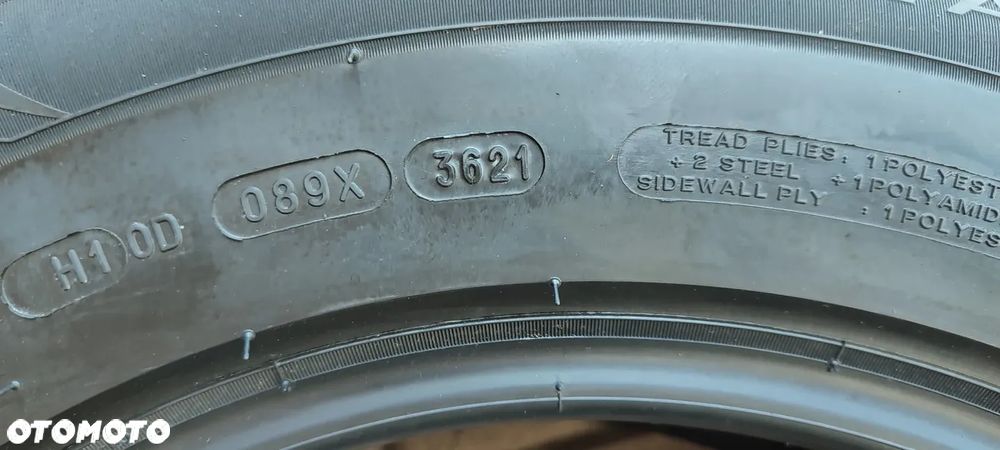 H1 0D
089X
3621
TREAD PLIES: 1 POLYEST
+ 2 STEEL + 1 POLYAMID
SIDEWALL PLY : 1 POLYES
OTOMOTO